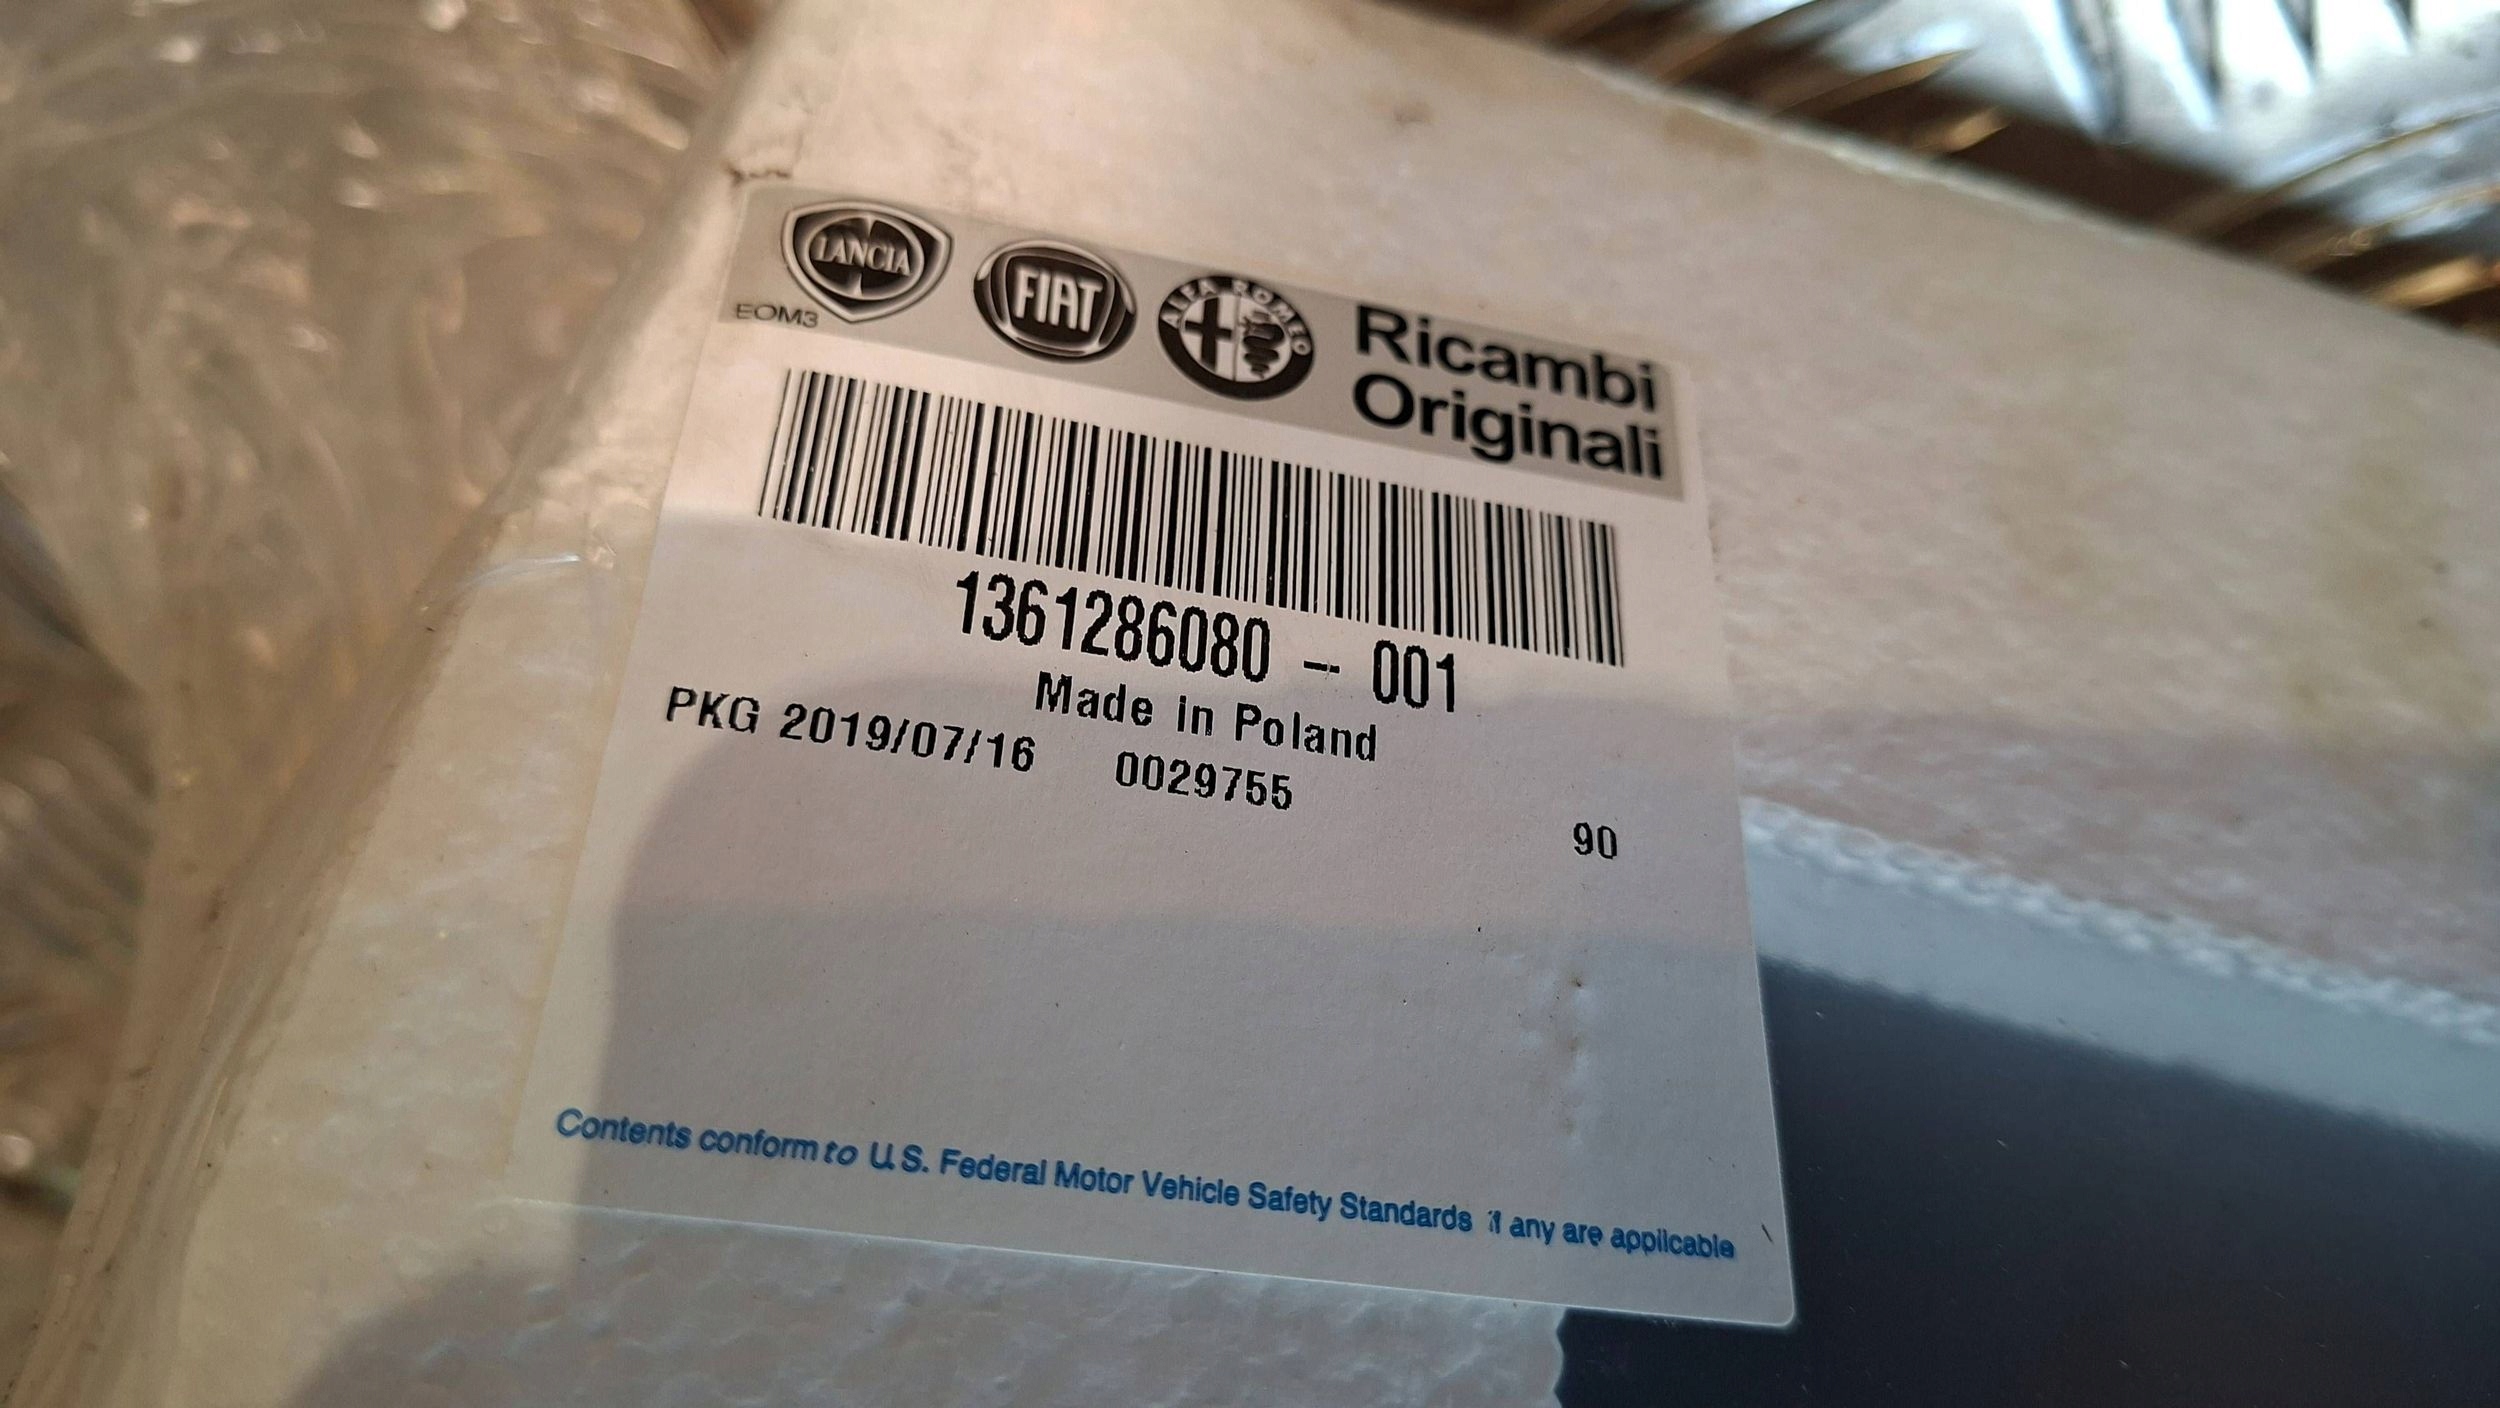 LANCIA
FIAT
ALFA ROMEO
Ricambi
Originali
EOM3
1361286080 - 001
Made in Poland
PKG 2019/07/16 0029755
90
Contents conform to U.S. Federal Motor Vehicle Safety Standards if any are applicable